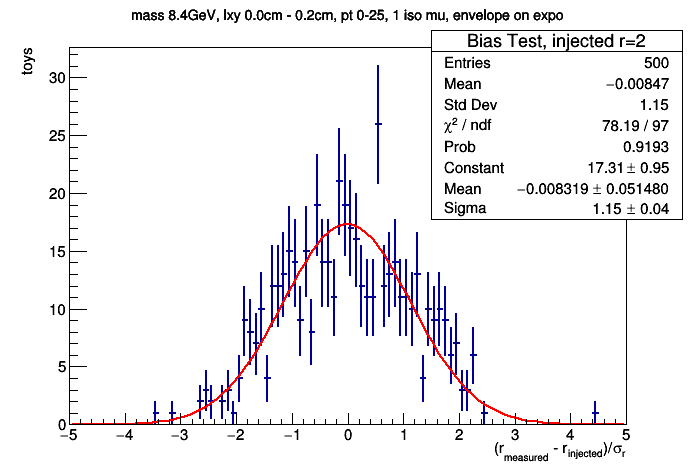 mass 8.4GeV, lxy 0.0cm - 0.2cm, pt 0-25, 1 iso mu, envelope on expo
Bias Test, injected r=2
Entries 500
Mean −0.00847
Std Dev 1.15
χ² / ndf 78.19 / 97
Prob 0.9193
Constant 17.31 ± 0.95
Mean −0.008319 ± 0.051480
Sigma 1.15 ± 0.04
toys
30
25
20
15
10
5
0
−5 −4 −3 −2 −1 0 1 2 3 4 5
(r_measured - r_injected)/σ_r